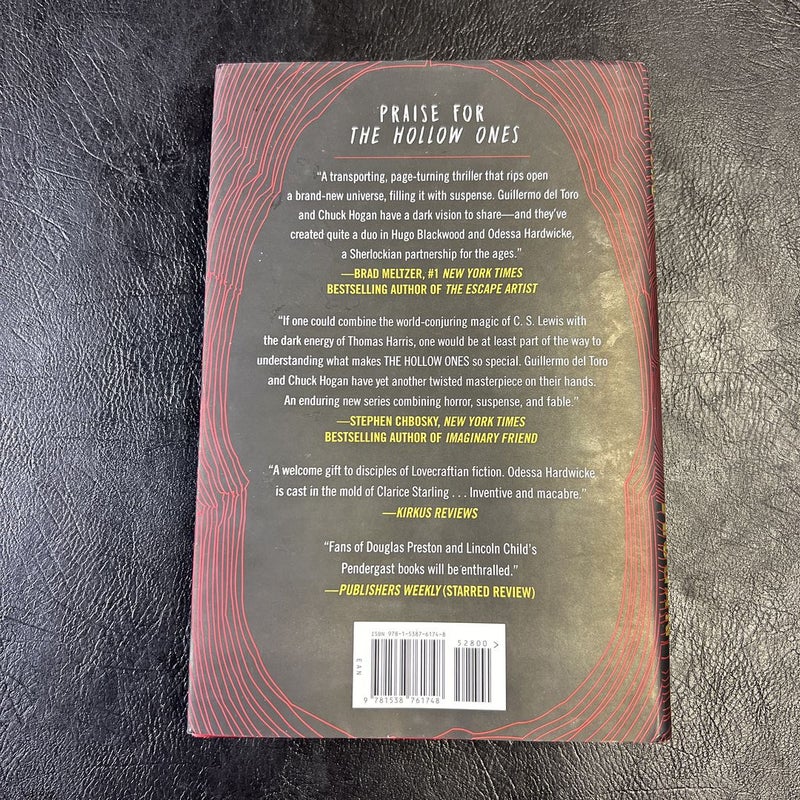 PRAISE FOR
THE HOLLOW ONES
“A transporting, page-turning thriller that rips open
a brand-new universe, filling it with suspense. Guillermo del Toro
and Chuck Hogan have a dark vision to share—and they’ve
created quite a duo in Hugo Blackwood and Odessa Hardwicke,
a Sherlockian partnership for the ages.”
—BRAD MELTZER, #1 NEW YORK TIMES
BESTSELLING AUTHOR OF THE ESCAPE ARTIST
“If one could combine the world-conjuring magic of C. S. Lewis with
the dark energy of Thomas Harris, one would be at least part of the way to
understanding what makes THE HOLLOW ONES so special. Guillermo del Toro
and Chuck Hogan have yet another twisted masterpiece on their hands.
An enduring new series combining horror, suspense, and fable.”
—STEPHEN CHBOSKY, NEW YORK TIMES
BESTSELLING AUTHOR OF IMAGINARY FRIEND
“A welcome gift to disciples of Lovecraftian fiction. Odessa Hardwicke
is cast in the mold of Clarice Starling . . . Inventive and macabre.”
—KIRKUS REVIEWS
“Fans of Douglas Preston and Lincoln Child’s
Pendergast books will be enthralled.”
—PUBLISHERS WEEKLY (STARRED REVIEW)
ISBN 978-1-5387-6174-8
52800 >
EAN
9 781538 761748